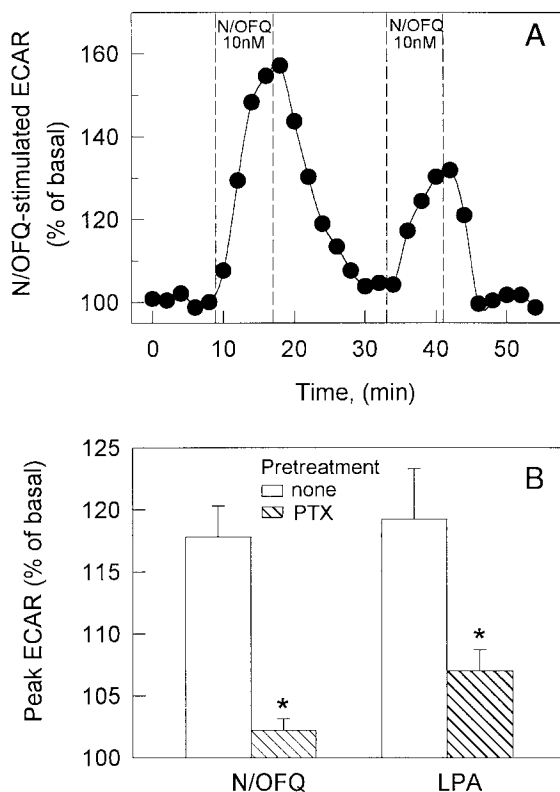 A
N/OFQ
10nM
N/OFQ
10nM
160
140
120
100
N/OFQ-stimulated ECAR
(% of basal)
0 10 20 30 40 50
Time, (min)
B
125
120
115
110
105
100
Peak ECAR (% of basal)
Pretreatment
none
PTX
*
*
N/OFQ LPA